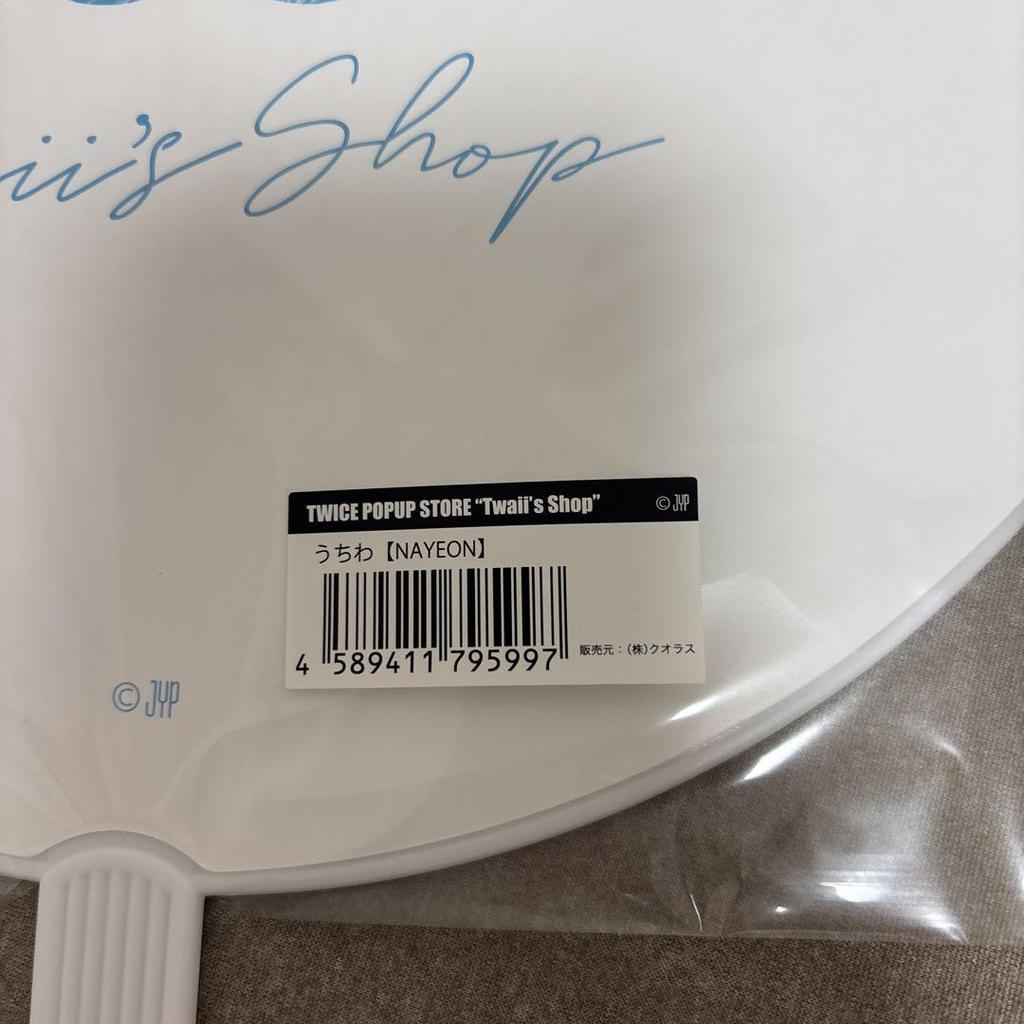 ii's Shop
TWICE POPUP STORE “Twaii's Shop”
© JYP
うちわ【NAYEON】
4 589411 795997
販売元：(株)クオラス
© JYP